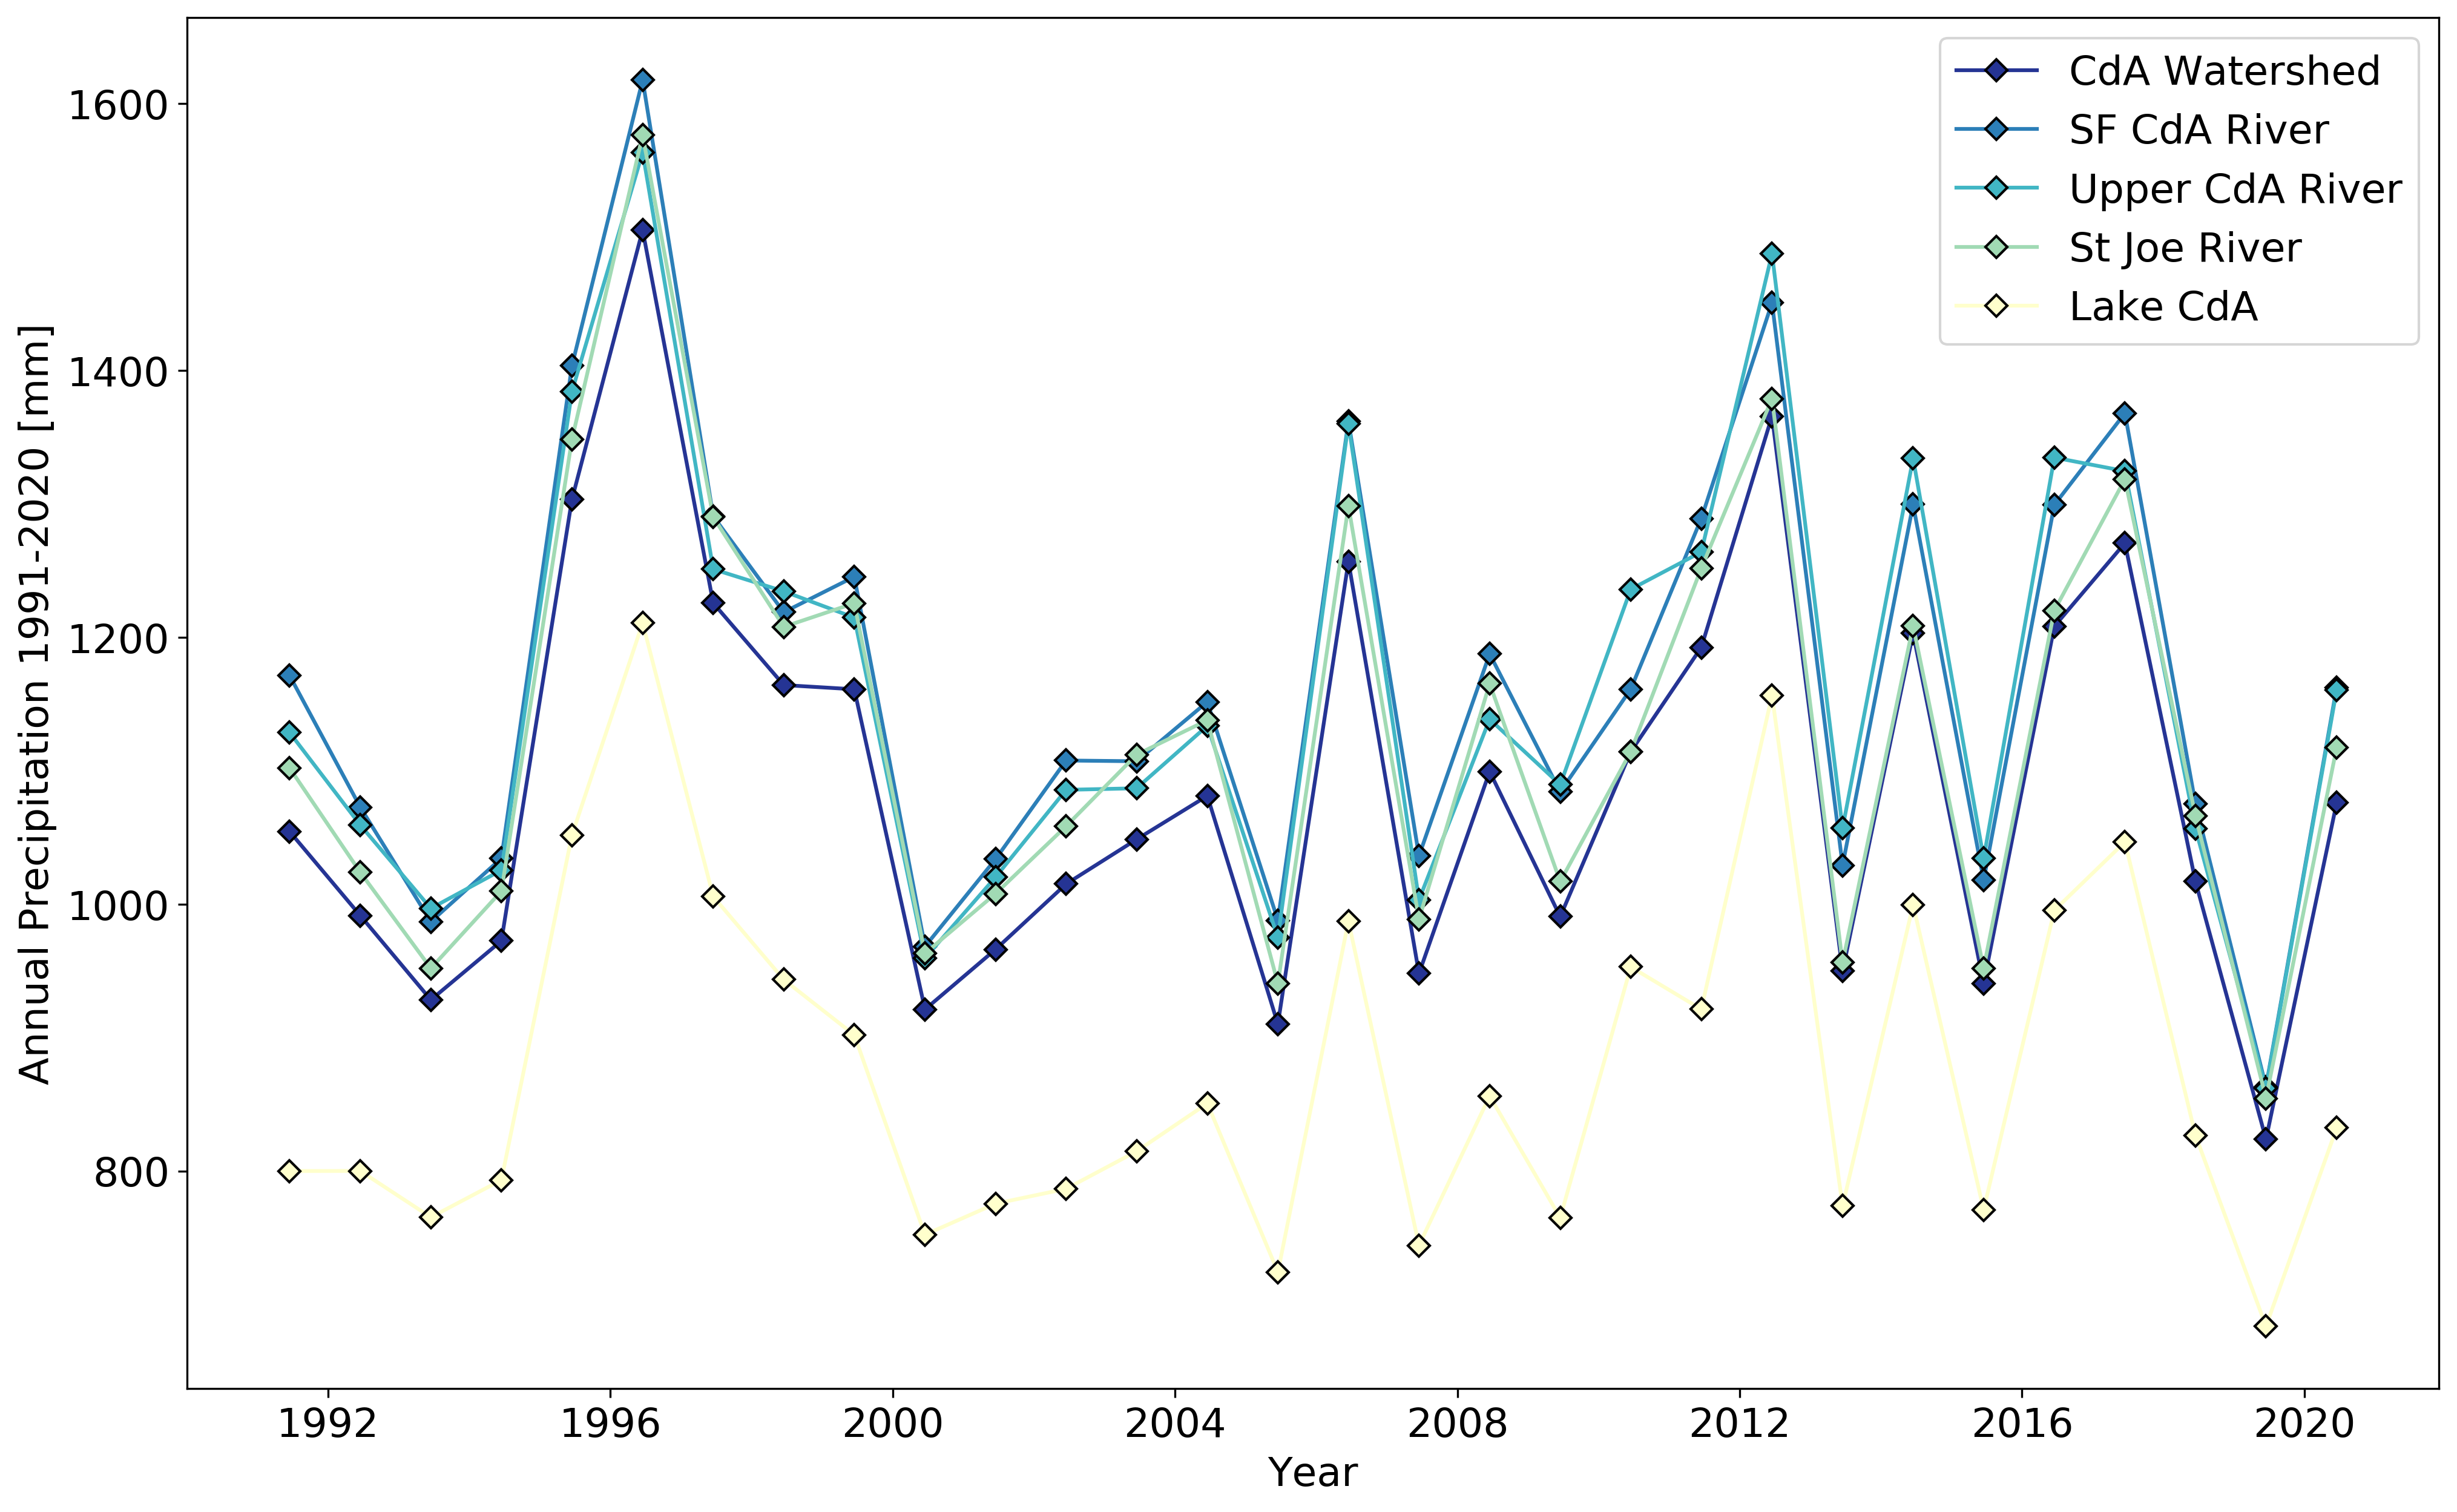 Annual Precipitation 1991-2020 [mm]
1600
1400
1200
1000
800
CdA Watershed
SF CdA River
Upper CdA River
St Joe River
Lake CdA
1992 1996 2000 2004 2008 2012 2016 2020
Year